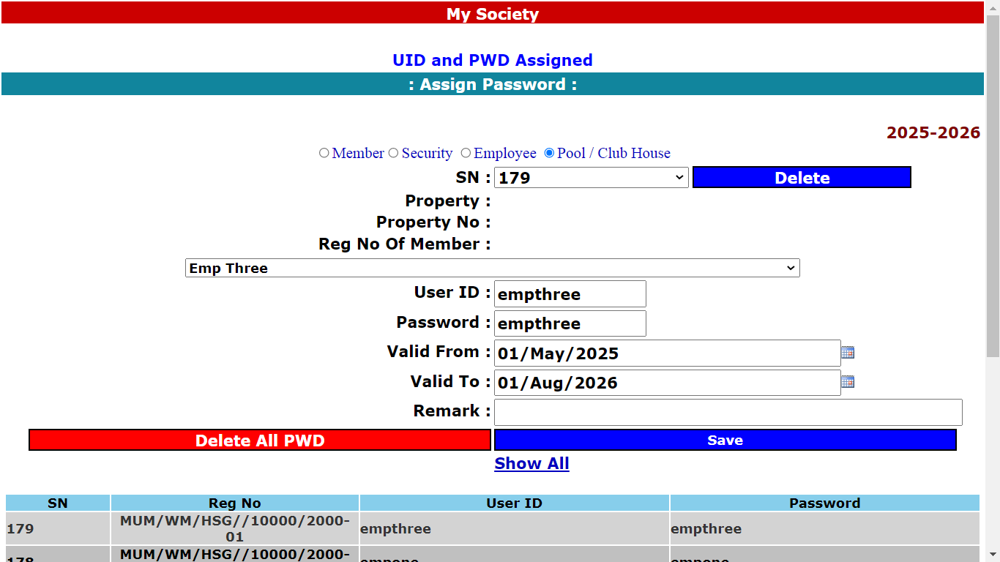 My Society
UID and PWD Assigned
: Assign Password :
2025-2026
Member Security Employee Pool / Club House
SN : 179 Delete
Property :
Property No :
Reg No Of Member :
Emp Three
User ID : empthree
Password : empthree
Valid From : 01/May/2025
Valid To : 01/Aug/2026
Remark :
Delete All PWD Save
Show All
SN Reg No User ID Password
179 MUM/WM/HSG//10000/2000-01 empthree empthree
178 MUM/WM/HSG//10000/2000- empone empone